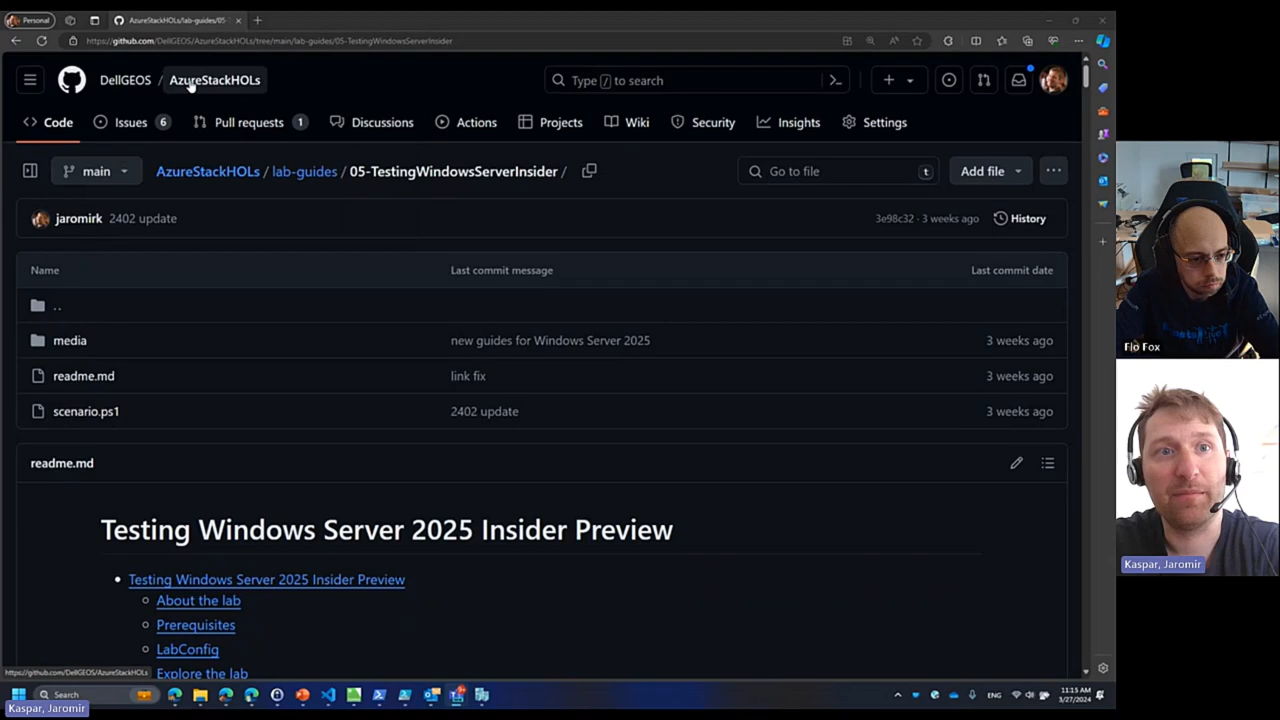 Personal
AzureStackHOLs/lab-guides/05-
https://github.com/DellGEOS/AzureStackHOLs/tree/main/lab-guides/05-TestingWindowsServerInsider
DellGEOS / AzureStackHOLs
Type / to search
Code
Issues 6
Pull requests 1
Discussions
Actions
Projects
Wiki
Security
Insights
Settings
main
AzureStackHOLs / lab-guides / 05-TestingWindowsServerInsider /
Go to file t
Add file
jaromirk 2402 update
3e98c32 · 3 weeks ago
History
Name Last commit message Last commit date
..
media new guides for Windows Server 2025 3 weeks ago
readme.md link fix 3 weeks ago
scenario.ps1 2402 update 3 weeks ago
readme.md
Testing Windows Server 2025 Insider Preview
Testing Windows Server 2025 Insider Preview
About the lab
Prerequisites
LabConfig
Explore the lab
https://github.com/DellGEOS/AzureStackHOLs
Search
ENG
11:15 AM
3/27/2024
Kaspar, Jaromir
Flo Fox
Kaspar, Jaromir